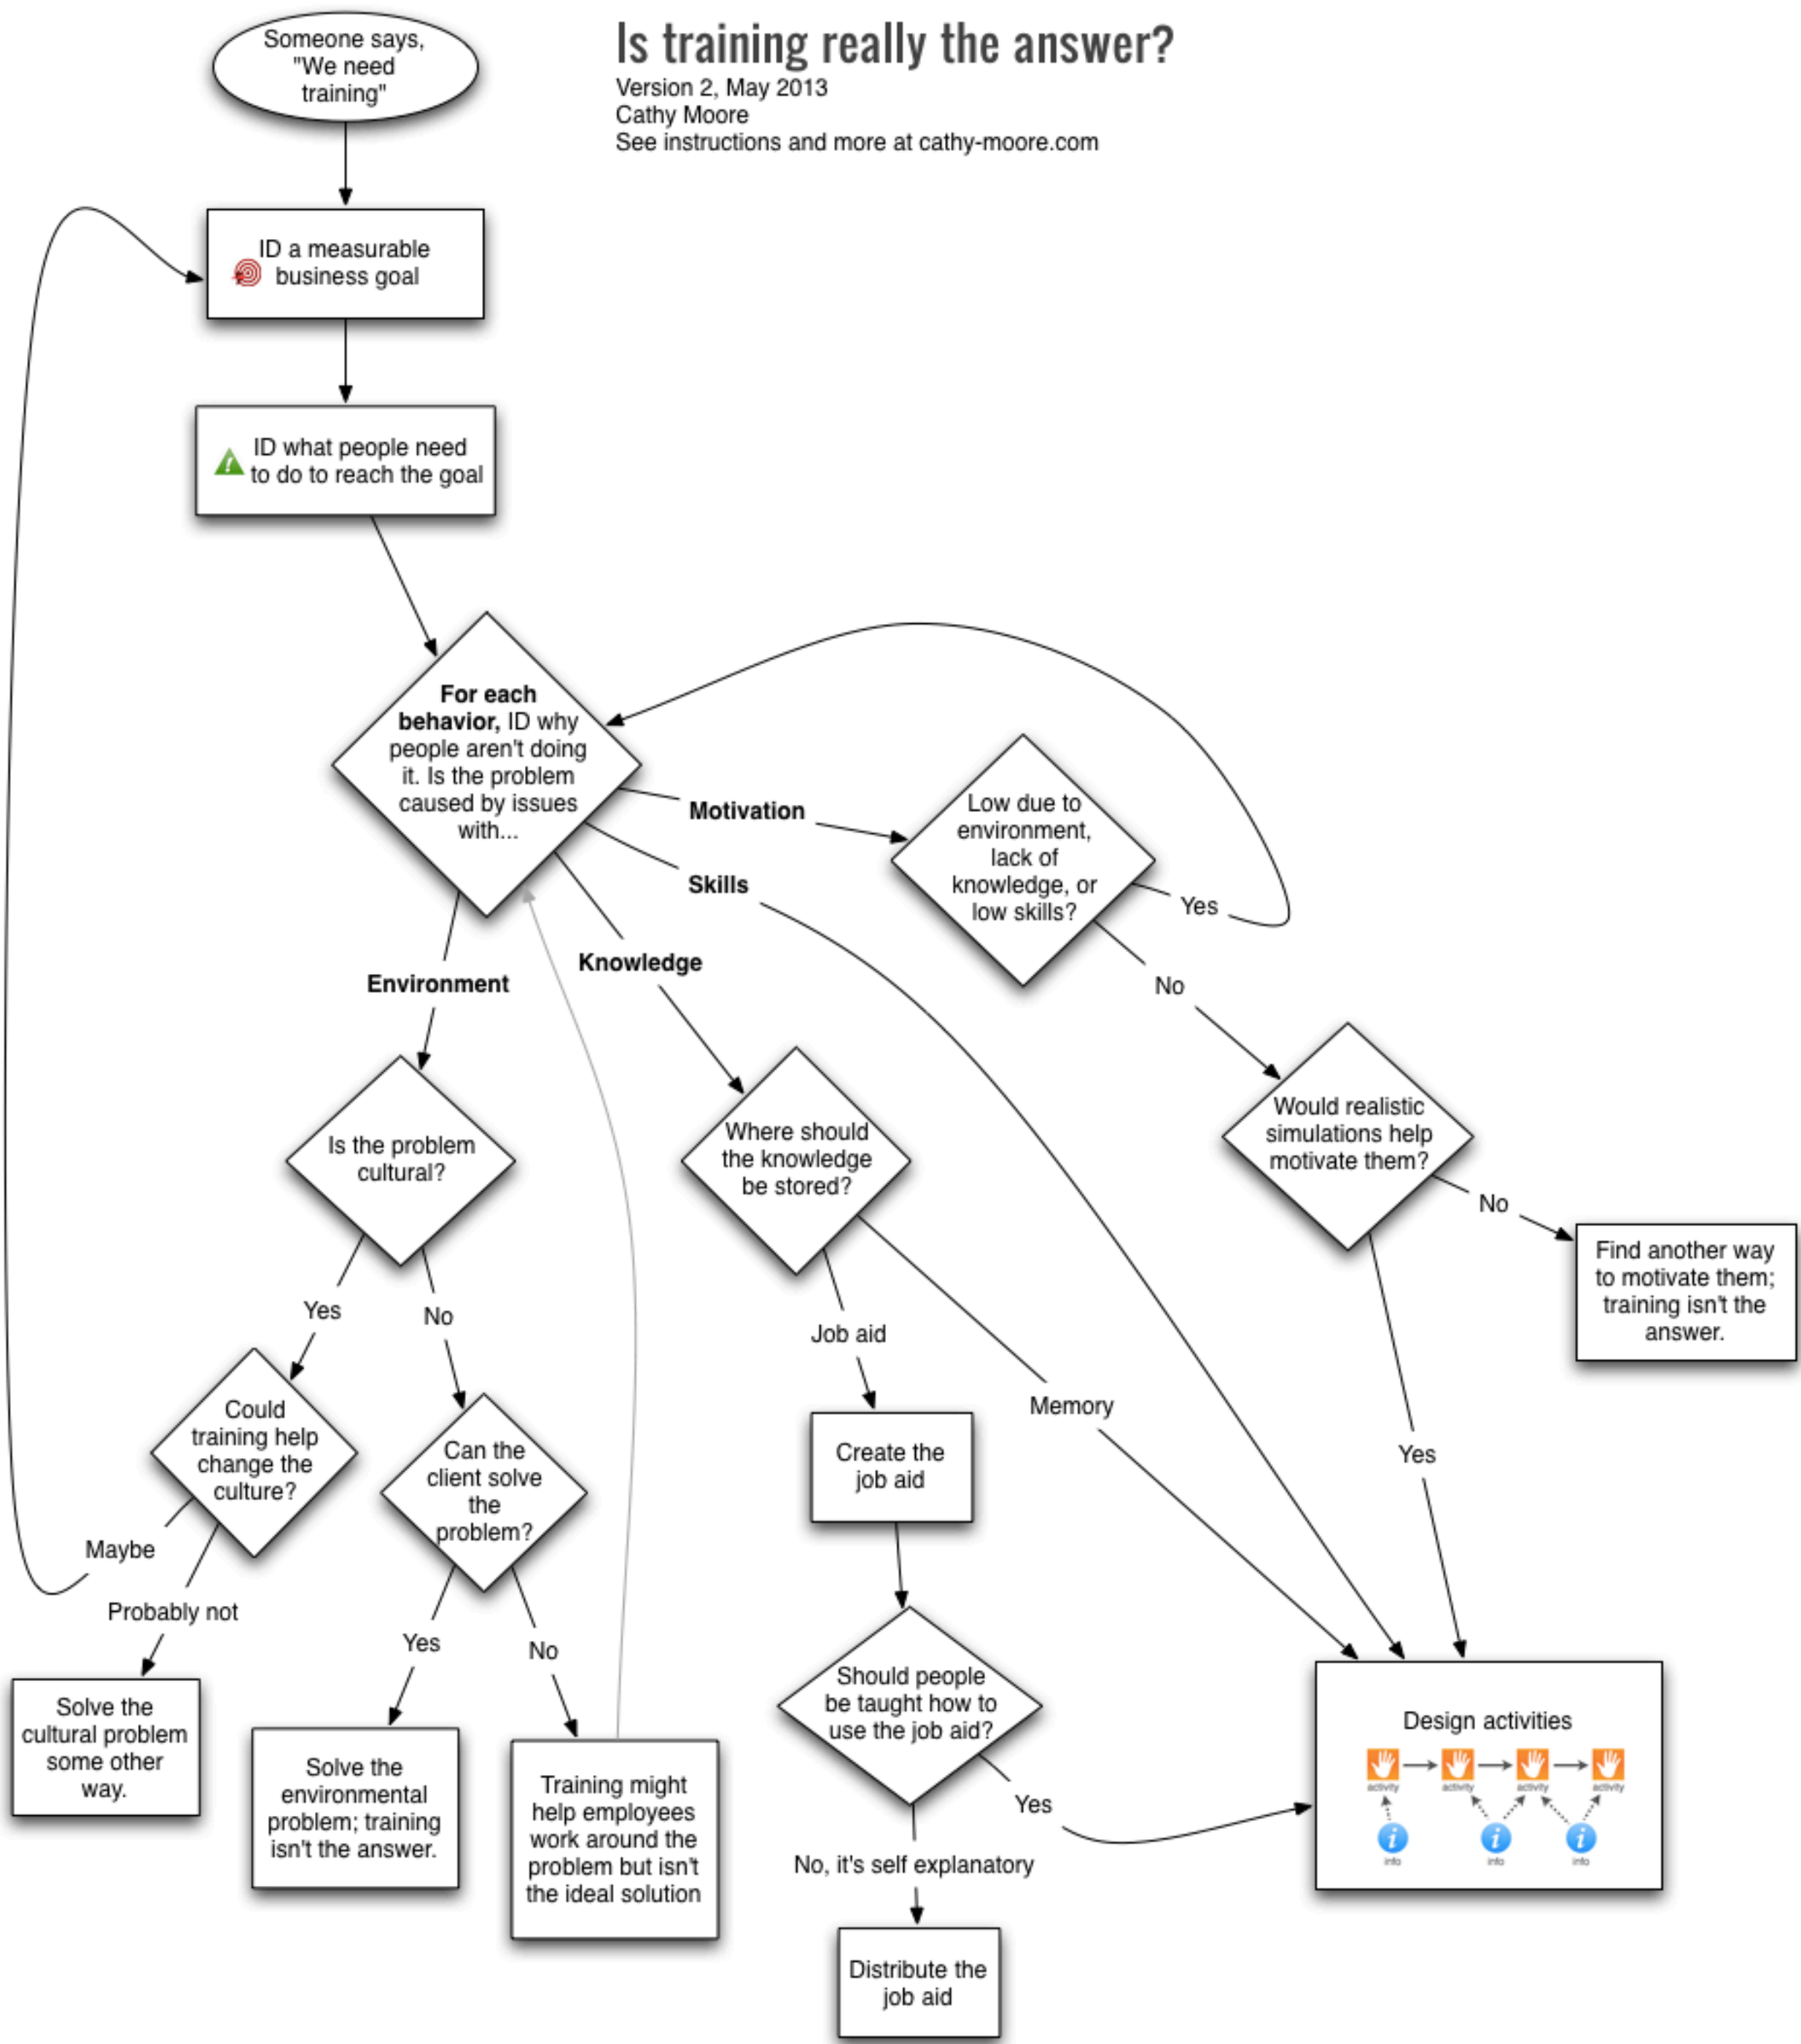 Someone says,
"We need
training"
Is training really the answer?
Version 2, May 2013
Cathy Moore
See instructions and more at cathy-moore.com
ID a measurable
business goal
ID what people need
to do to reach the goal
For each
behavior, ID why
people aren't doing
it. Is the problem
caused by issues
with...
Motivation
Skills
Knowledge
Environment
Low due to
environment,
lack of
knowledge, or
low skills?
Yes
No
Would realistic
simulations help
motivate them?
No
Find another way
to motivate them;
training isn't the
answer.
Yes
Is the problem
cultural?
Yes
No
Could
training help
change the
culture?
Maybe
Probably not
Solve the
cultural problem
some other
way.
Can the
client solve
the
problem?
Yes
No
Solve the
environmental
problem; training
isn't the answer.
Training might
help employees
work around the
problem but isn't
the ideal solution
Where should
the knowledge
be stored?
Job aid
Memory
Create the
job aid
Should people
be taught how to
use the job aid?
Yes
No, it's self explanatory
Distribute the
job aid
Design activities
activity activity activity activity
i i i
info info info